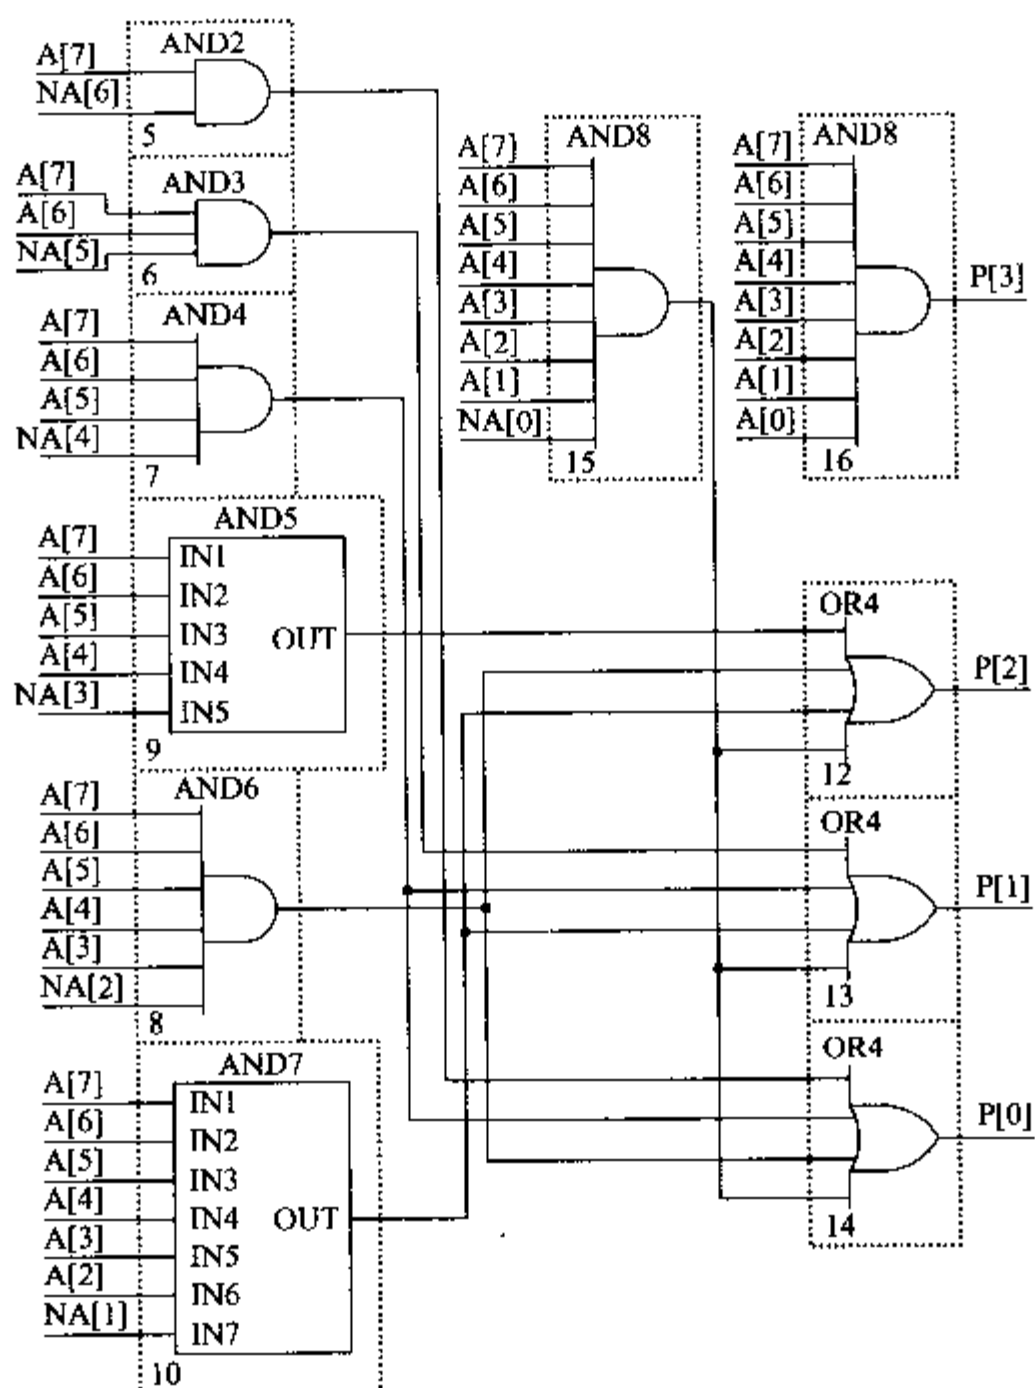 AND2
A[7]
NA[6]
5
AND3
A[7]
A[6]
NA[5]
6
AND4
A[7]
A[6]
A[5]
NA[4]
7
AND5
A[7]
A[6]
A[5]
A[4]
NA[3]
IN1
IN2
IN3
IN4
IN5
OUT
9
AND6
A[7]
A[6]
A[5]
A[4]
A[3]
NA[2]
8
AND7
A[7]
A[6]
A[5]
A[4]
A[3]
A[2]
NA[1]
IN1
IN2
IN3
IN4
IN5
IN6
IN7
OUT
10
AND8
A[7]
A[6]
A[5]
A[4]
A[3]
A[2]
A[1]
NA[0]
15
AND8
A[7]
A[6]
A[5]
A[4]
A[3]
A[2]
A[1]
A[0]
16
P[3]
OR4
P[2]
12
OR4
P[1]
13
OR4
P[0]
14